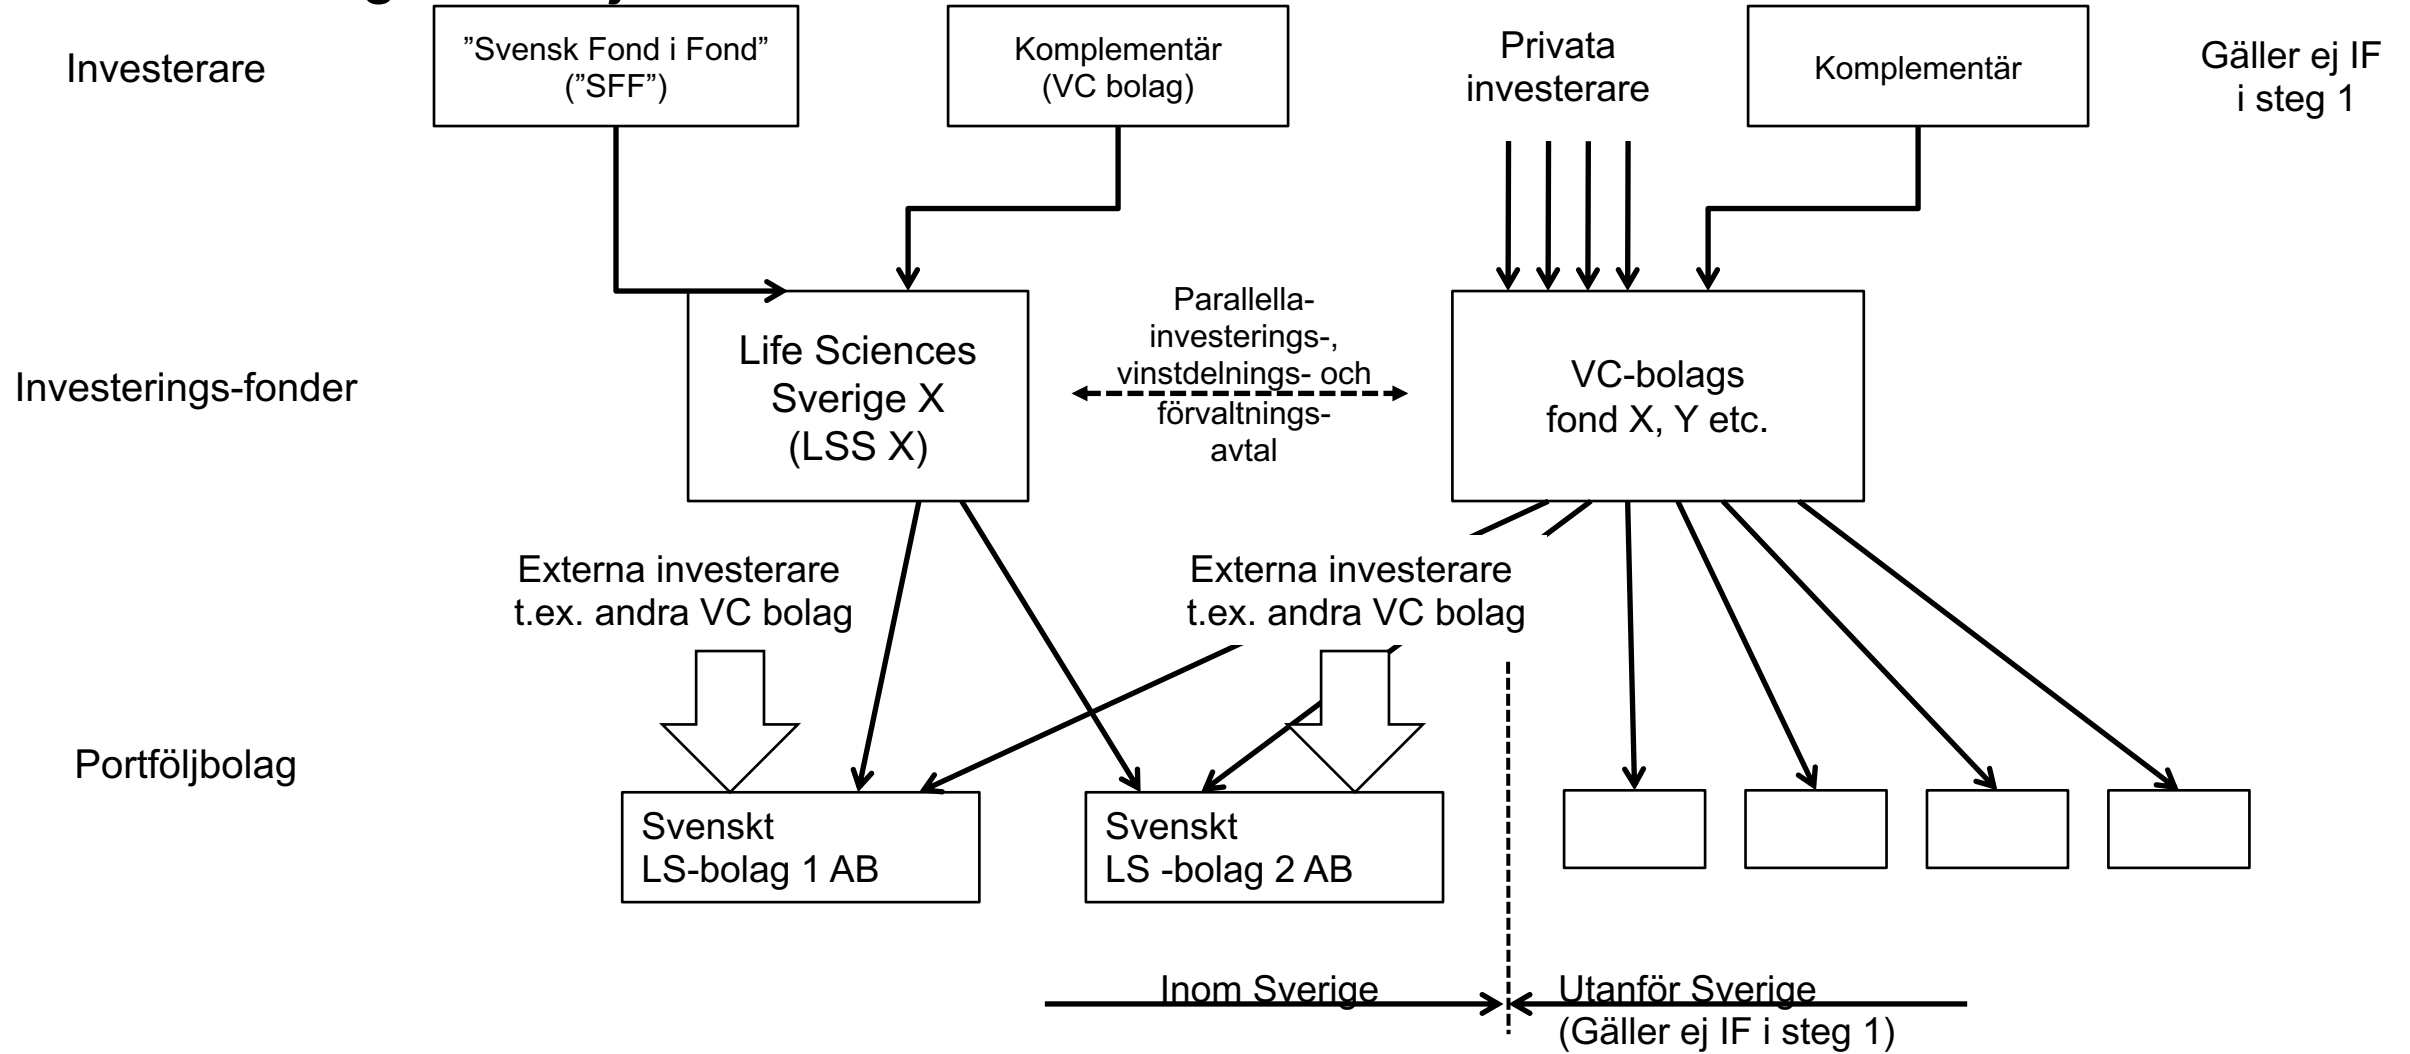 Investerare
”Svensk Fond i Fond”
(”SFF”)
Komplementär
(VC bolag)
Privata
investerare
Komplementär
Gäller ej IF
i steg 1
Investerings-fonder
Life Sciences
Sverige X
(LSS X)
Parallella-
investerings-,
vinstdelnings- och
förvaltnings-
avtal
VC-bolags
fond X, Y etc.
Externa investerare
t.ex. andra VC bolag
Externa investerare
t.ex. andra VC bolag
Portföljbolag
Svenskt
LS-bolag 1 AB
Svenskt
LS -bolag 2 AB
Inom Sverige
Utanför Sverige
(Gäller ej IF i steg 1)